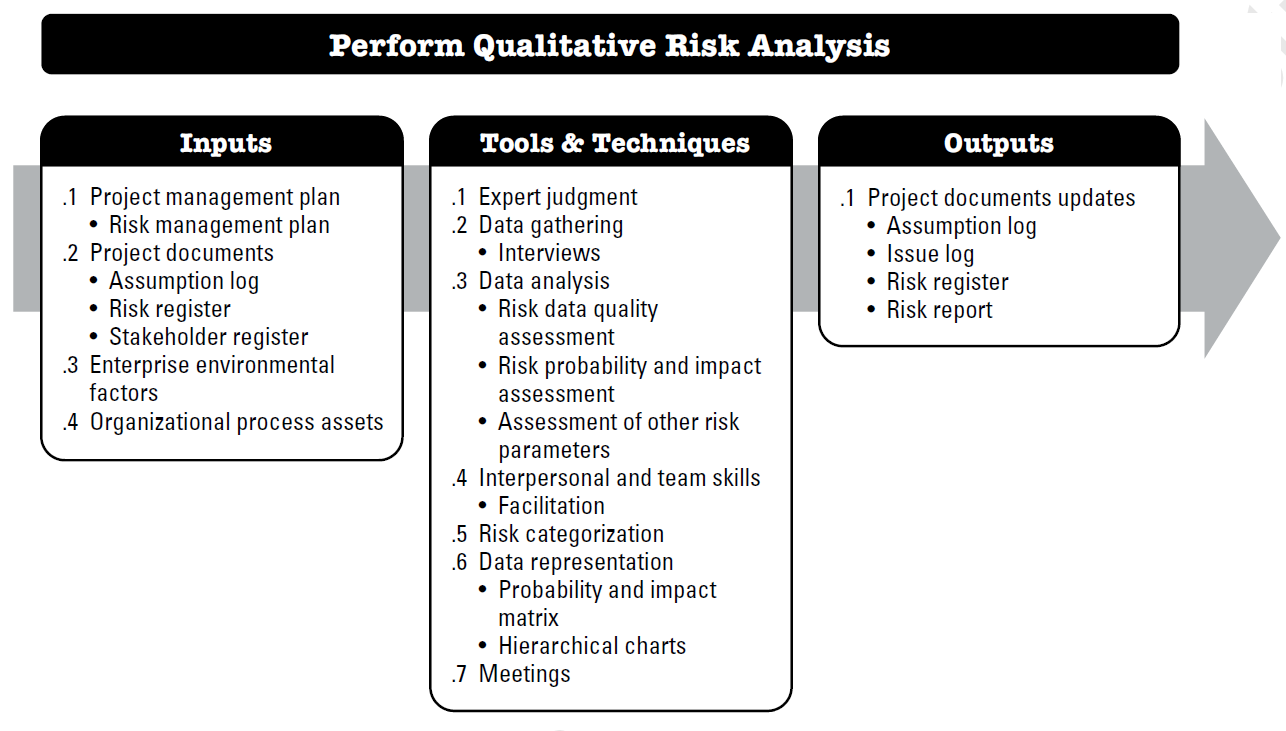 Perform Qualitative Risk Analysis
Inputs
.1 Project management plan
• Risk management plan
.2 Project documents
• Assumption log
• Risk register
• Stakeholder register
.3 Enterprise environmental
factors
.4 Organizational process assets
Tools & Techniques
.1 Expert judgment
.2 Data gathering
• Interviews
.3 Data analysis
• Risk data quality
assessment
• Risk probability and impact
assessment
• Assessment of other risk
parameters
.4 Interpersonal and team skills
• Facilitation
.5 Risk categorization
.6 Data representation
• Probability and impact
matrix
• Hierarchical charts
.7 Meetings
Outputs
.1 Project documents updates
• Assumption log
• Issue log
• Risk register
• Risk report